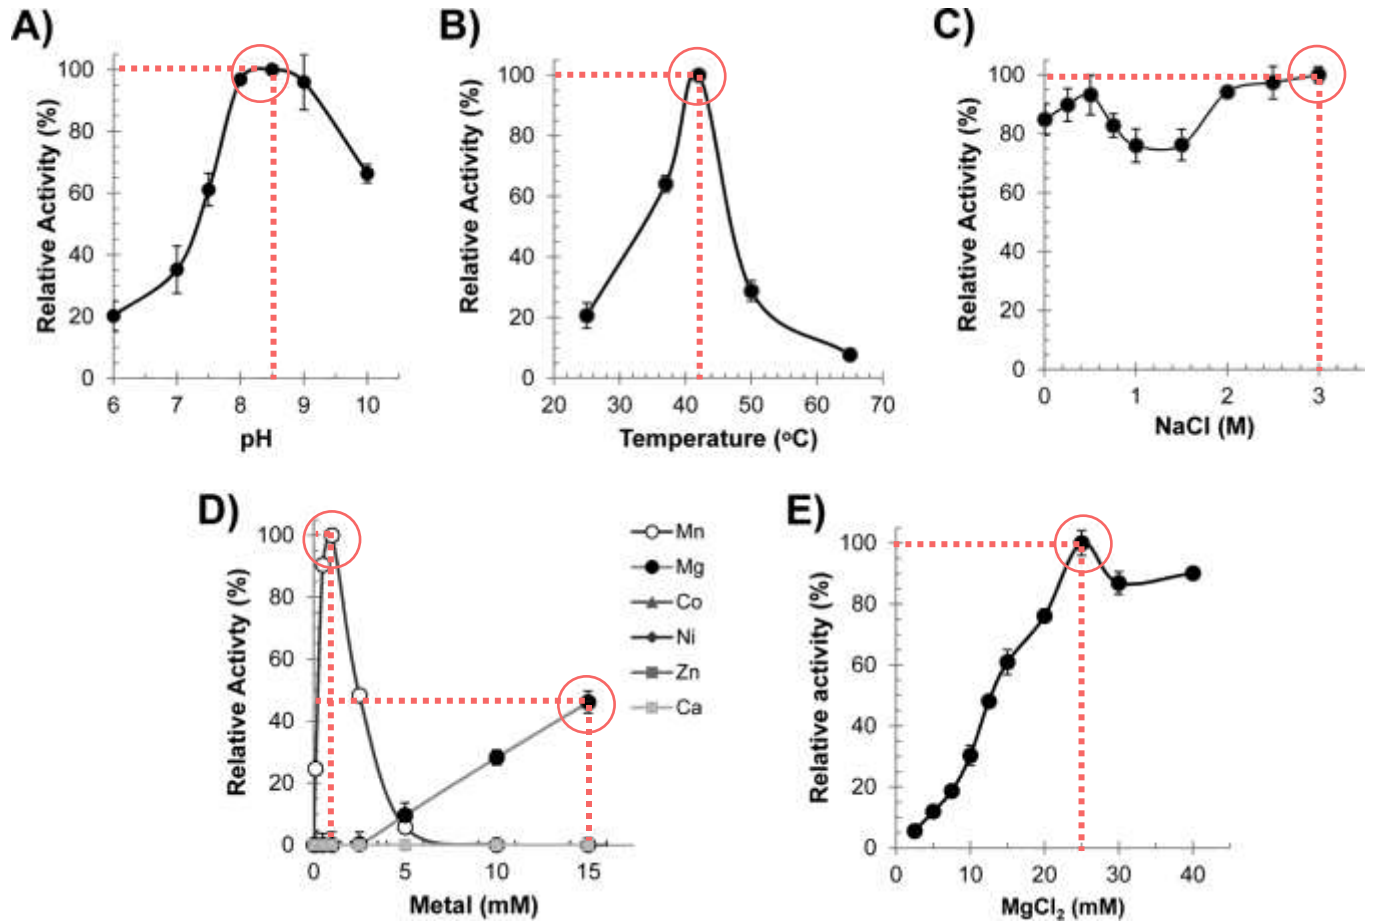 A)
100
80
60
40
20
0
Relative Activity (%)
6 7 8 9 10
pH
B)
100
80
60
40
20
0
Relative Activity (%)
20 30 40 50 60 70
Temperature (°C)
C)
100
80
60
40
20
0
Relative Activity (%)
0 1 2 3
NaCl (M)
D)
100
80
60
40
20
0
Relative Activty (%)
0 5 10 15
Metal (mM)
Mn
Mg
Co
Ni
Zn
Ca
E)
100
80
60
40
20
0
Relative activity (%)
0 10 20 30 40
MgCl₂ (mM)